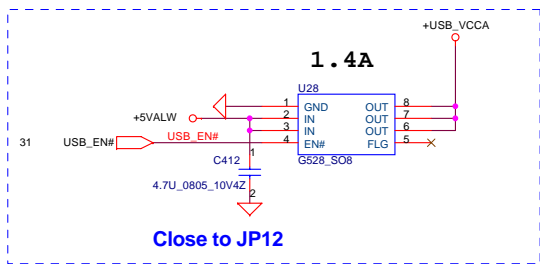 +USB_VCCA
1.4A
U28
1 GND OUT 8
+5VALW 2 IN OUT 7
3 IN OUT 6
31 USB_EN# USB_EN# 4 EN# FLG 5
C412 1 G528_SO8
4.7U_0805_10V4Z 2
Close to JP12